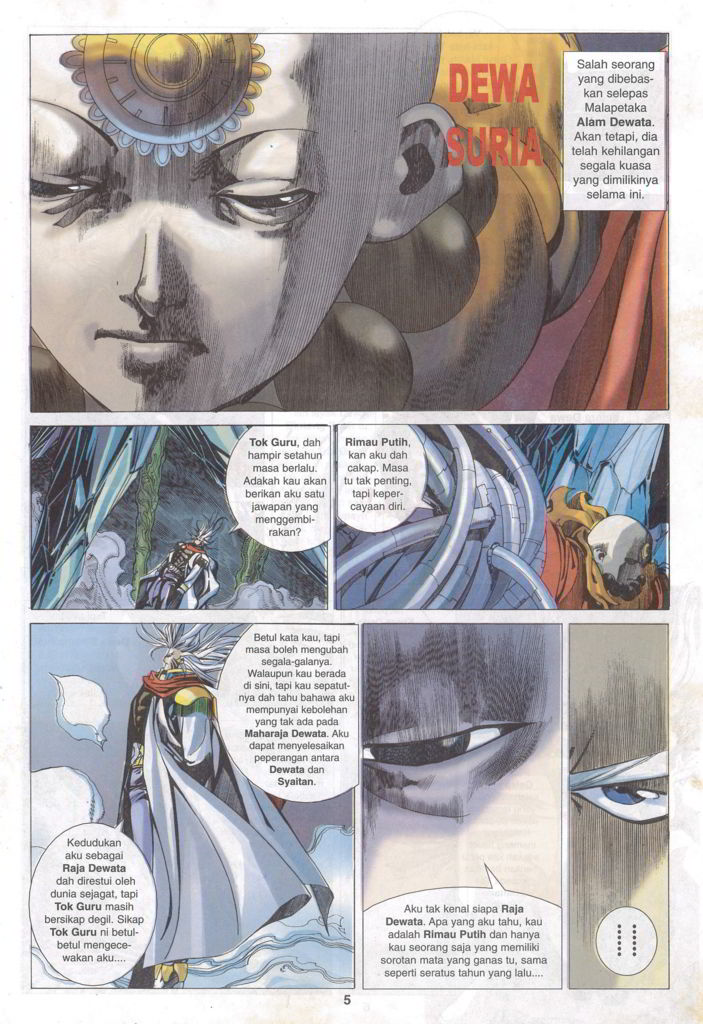 DEWA
SURIA
Salah seorang
yang dibebas-
kan selepas
Malapetaka
Alam Dewata.
Akan tetapi, dia
telah kehilangan
segala kuasa
yang dimilikinya
selama ini.
Tok Guru, dah
hampir setahun
masa berlalu.
Adakah kau akan
berikan aku satu
jawapan yang
menggembi-
rakan?
Rimau Putih,
kan aku dah
cakap. Masa
tu tak penting,
tapi keper-
cayaan diri.
Betul kata kau, tapi
masa boleh mengubah
segala-galanya.
Walaupun kau berada
di sini, tapi kau sepatut-
nya dah tahu bahawa aku
mempunyai kebolehan
yang tak ada pada
Maharaja Dewata. Aku
dapat menyelesaikan
peperangan antara
Dewata dan
Syaitan.
Kedudukan
aku sebagai
Raja Dewata
dah direstui oleh
dunia sejagat, tapi
Tok Guru masih
bersikap degil. Sikap
Tok Guru ni betul-
betul mengece-
wakan aku....
Aku tak kenal siapa Raja
Dewata. Apa yang aku tahu, kau
adalah Rimau Putih dan hanya
kau seorang saja yang memiliki
sorotan mata yang ganas tu, sama
seperti seratus tahun yang lalu....
5